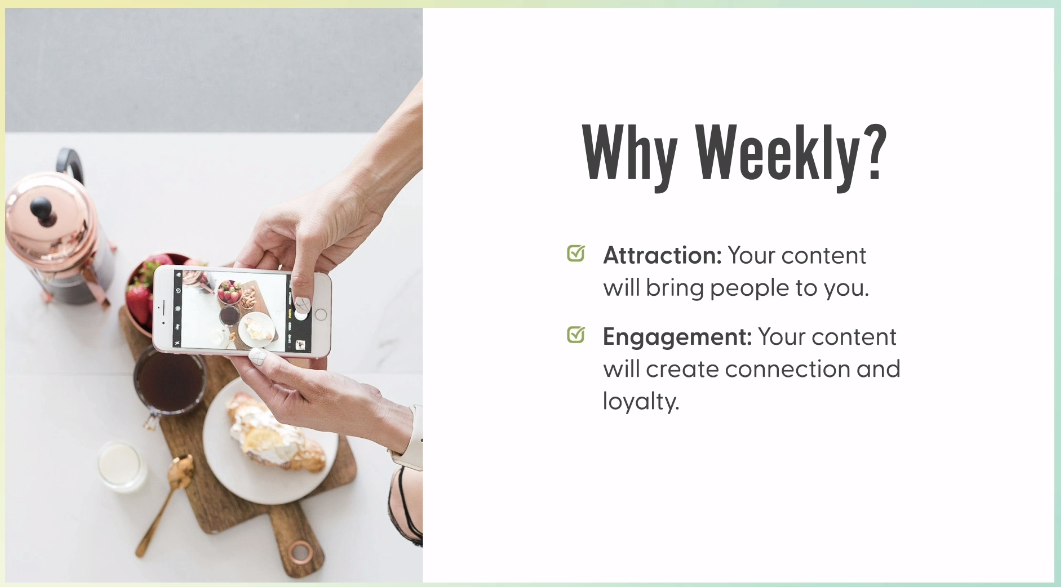 Why Weekly?
Attraction: Your content
will bring people to you.
Engagement: Your content
will create connection and
loyalty.